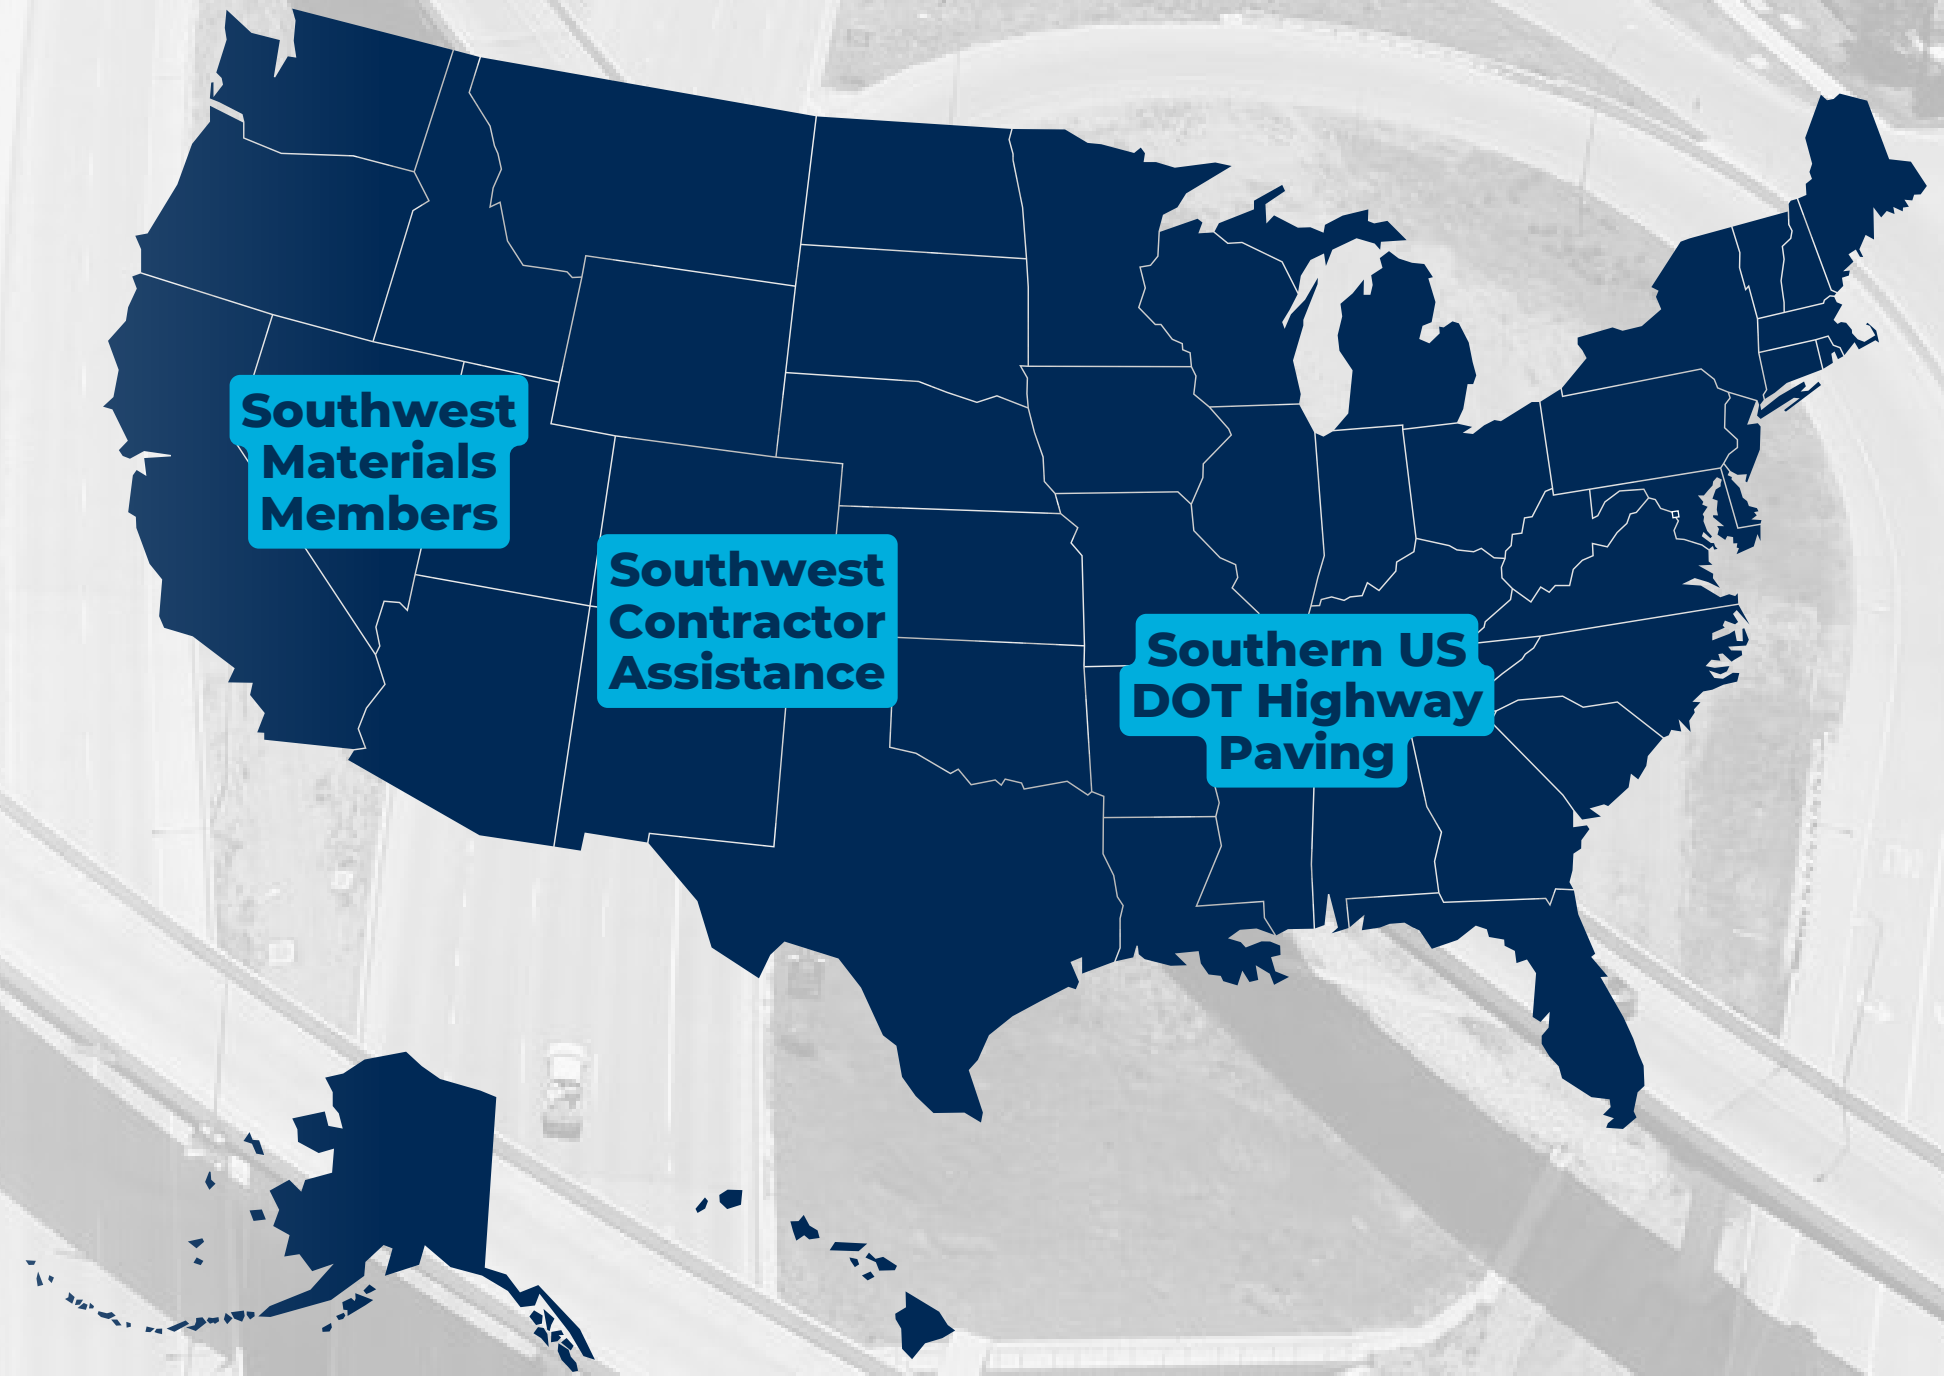 Southwest
Materials
Members
Southwest
Contractor
Assistance
Southern US
DOT Highway
Paving